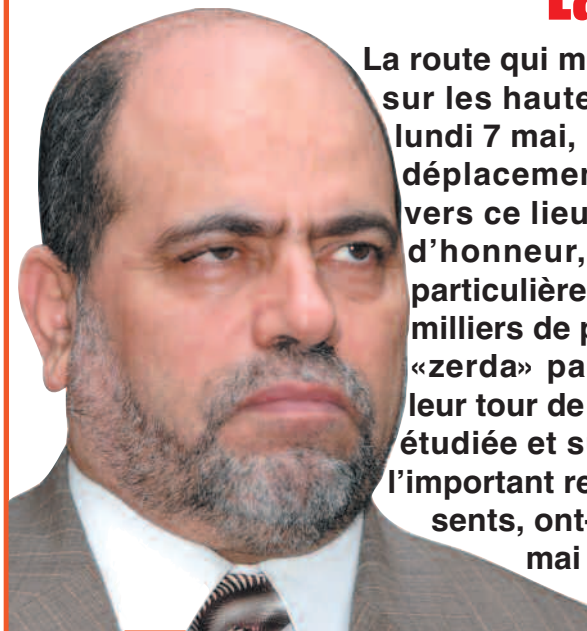 La route qui m
sur les haute
lundi 7 mai,
déplacemen
vers ce lieu
d’honneur,
particulière
milliers de p
«zerda» pa
leur tour de
étudiée et s
l’important re
sents, ont-
mai